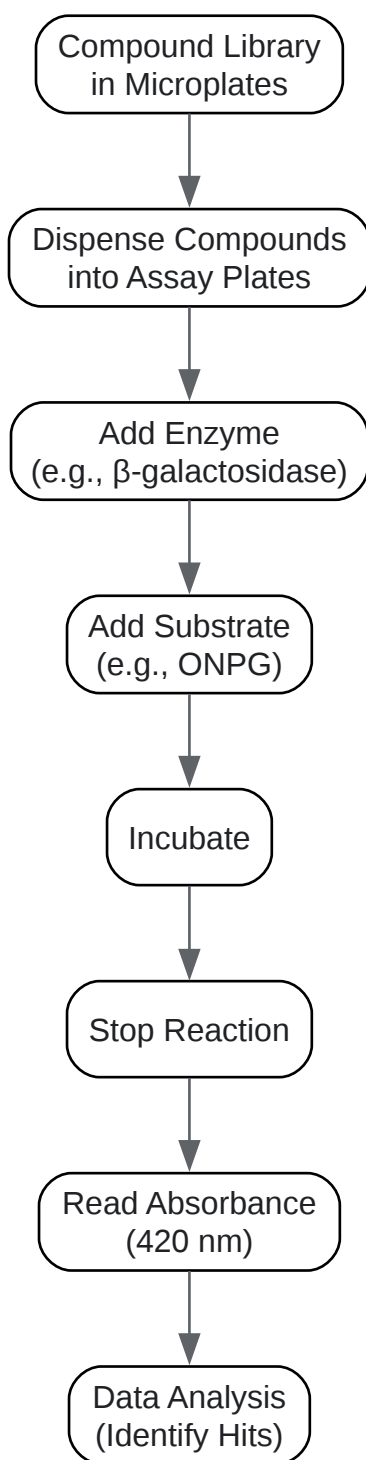 Compound Library
in Microplates
Dispense Compounds
into Assay Plates
Add Enzyme
(e.g., β-galactosidase)
Add Substrate
(e.g., ONPG)
Incubate
Stop Reaction
Read Absorbance
(420 nm)
Data Analysis
(Identify Hits)